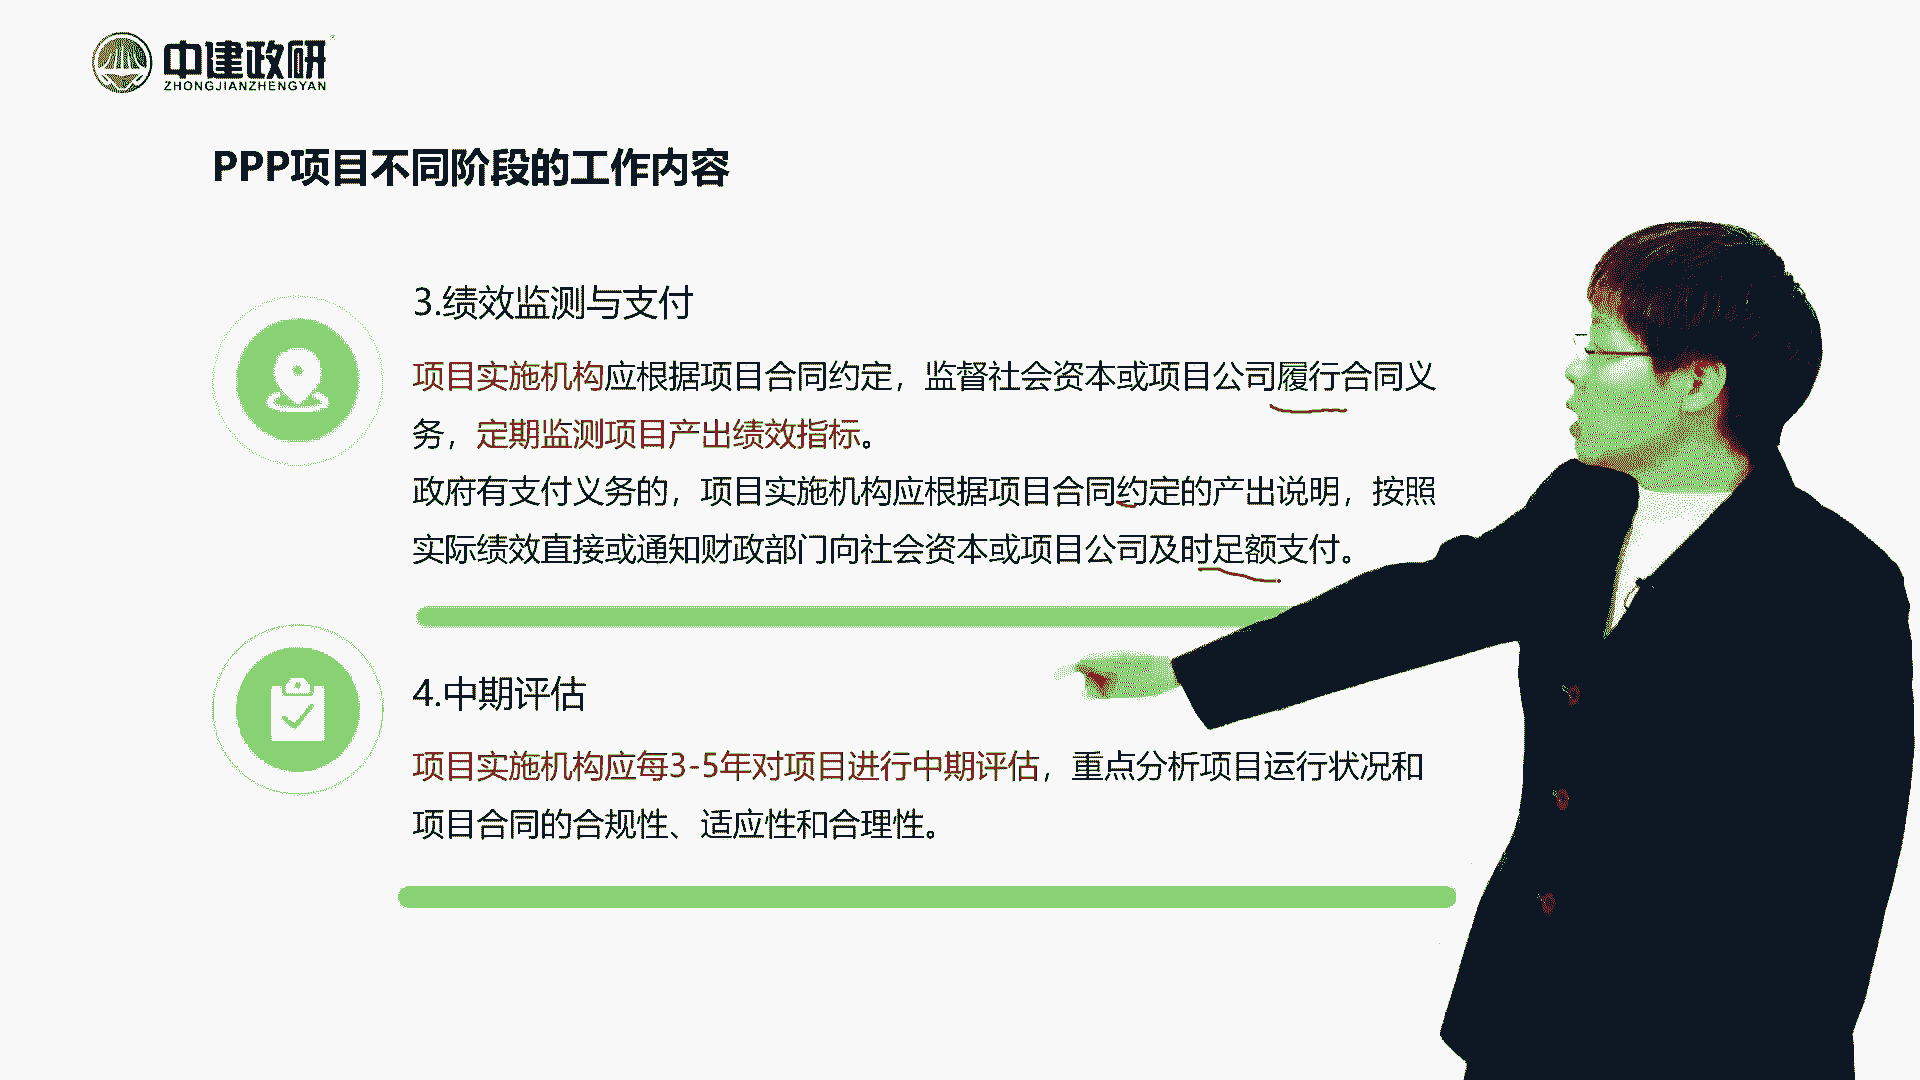 中建政研
ZHONGJIANZHENGYAN
PPP项目不同阶段的工作内容
3.绩效监测与支付
项目实施机构应根据项目合同约定，监督社会资本或项目公司履行合同义
务，定期监测项目产出绩效指标。
政府有支付义务的，项目实施机构应根据项目合同约定的产出说明，按照
实际绩效直接或通知财政部门向社会资本或项目公司及时足额支付。
4.中期评估
项目实施机构应每3-5年对项目进行中期评估，重点分析项目运行状况和
项目合同的合规性、适应性和合理性。